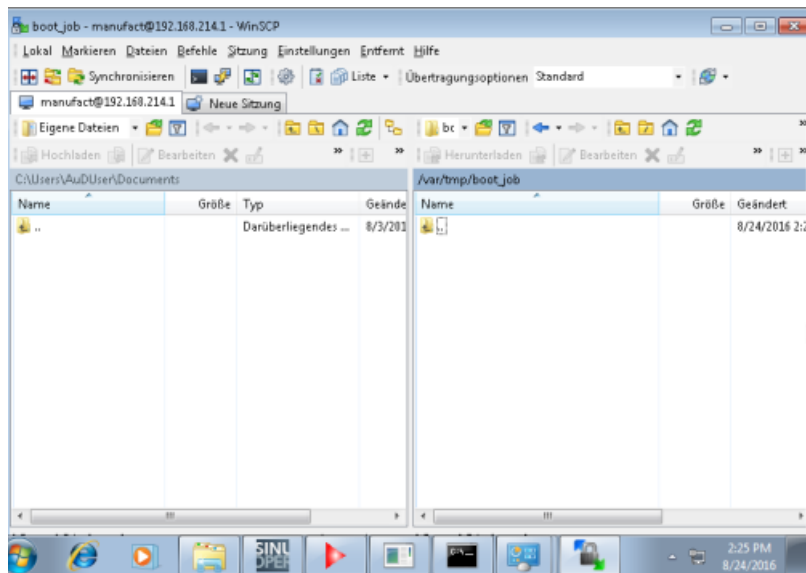 boot_job - manufact@192.168.214.1 - WinSCP
Lokal Markieren Dateien Befehle Sitzung Einstellungen Entfernt Hilfe
Synchronisieren Liste Übertragungsoptionen Standard
manufact@192.168.214.1 Neue Sitzung
Eigene Dateien bc
Hochladen Bearbeiten Herunterladen Bearbeiten
C:\Users\AuDUser\Documents /var/tmp/boot_job
Name Größe Typ Geände Name Größe Geändert
.. Darüberliegendes ... 8/3/201 .. 8/24/2016 2:2
SINU
OPER
2:25 PM
8/24/2016